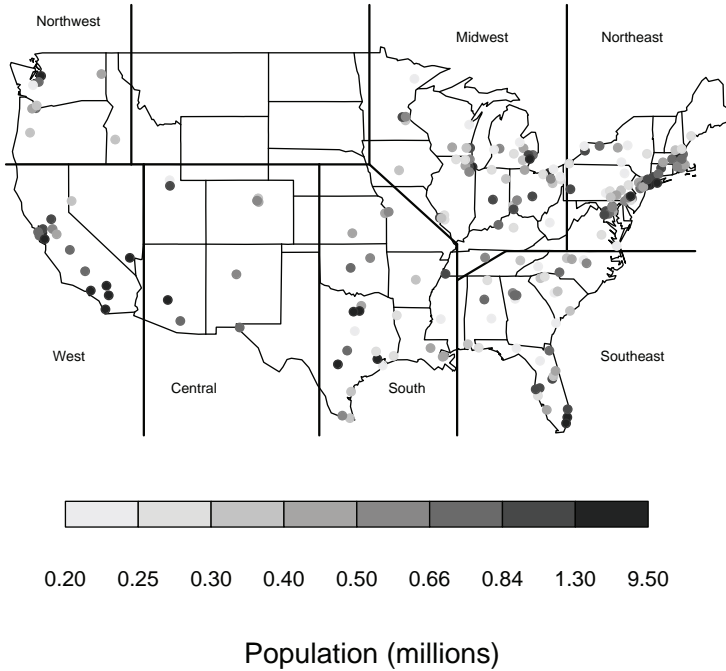 Northwest
Midwest
Northeast
West
Central
South
Southeast
0.20 0.25 0.30 0.40 0.50 0.66 0.84 1.30 9.50
Population (millions)